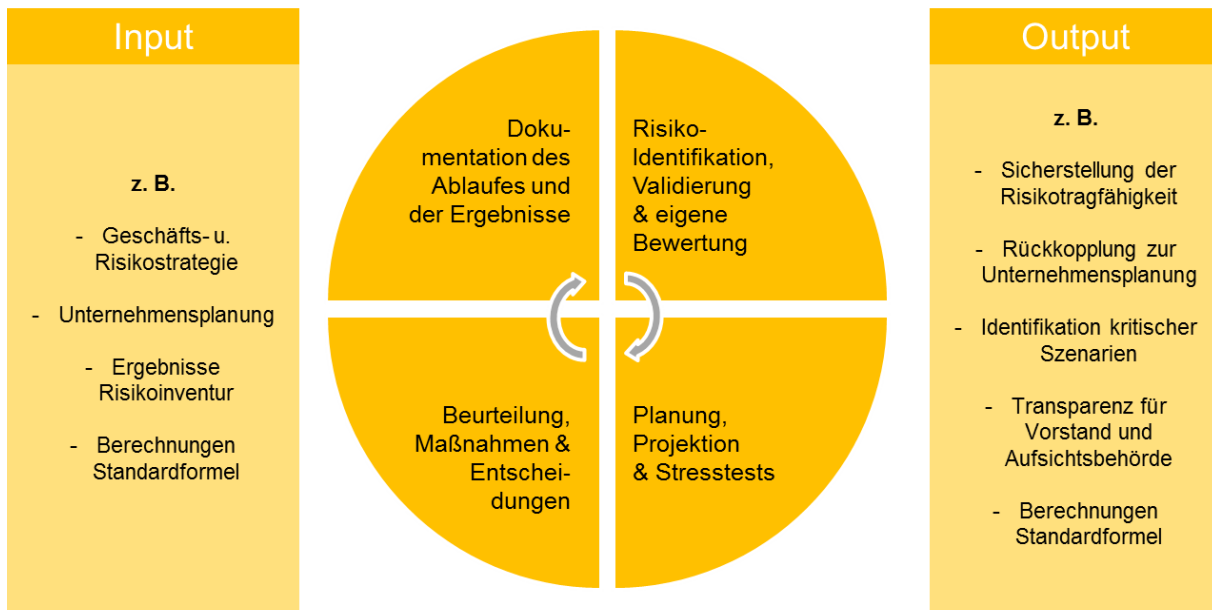 Input
z. B.
- Geschäfts- u.
Risikostrategie
- Unternehmensplanung
- Ergebnisse
Risikoinventur
- Berechnungen
Standardformel
Doku-
mentation des
Ablaufes und
der Ergebnisse
Risiko-
Identifikation,
Validierung
& eigene
Bewertung
Beurteilung,
Maßnahmen &
Entschei-
dungen
Planung,
Projektion
& Stresstests
Output
z. B.
- Sicherstellung der
Risikotragfähigkeit
- Rückkopplung zur
Unternehmensplanung
- Identifikation kritischer
Szenarien
- Transparenz für
Vorstand und
Aufsichtsbehörde
- Berechnungen
Standardformel